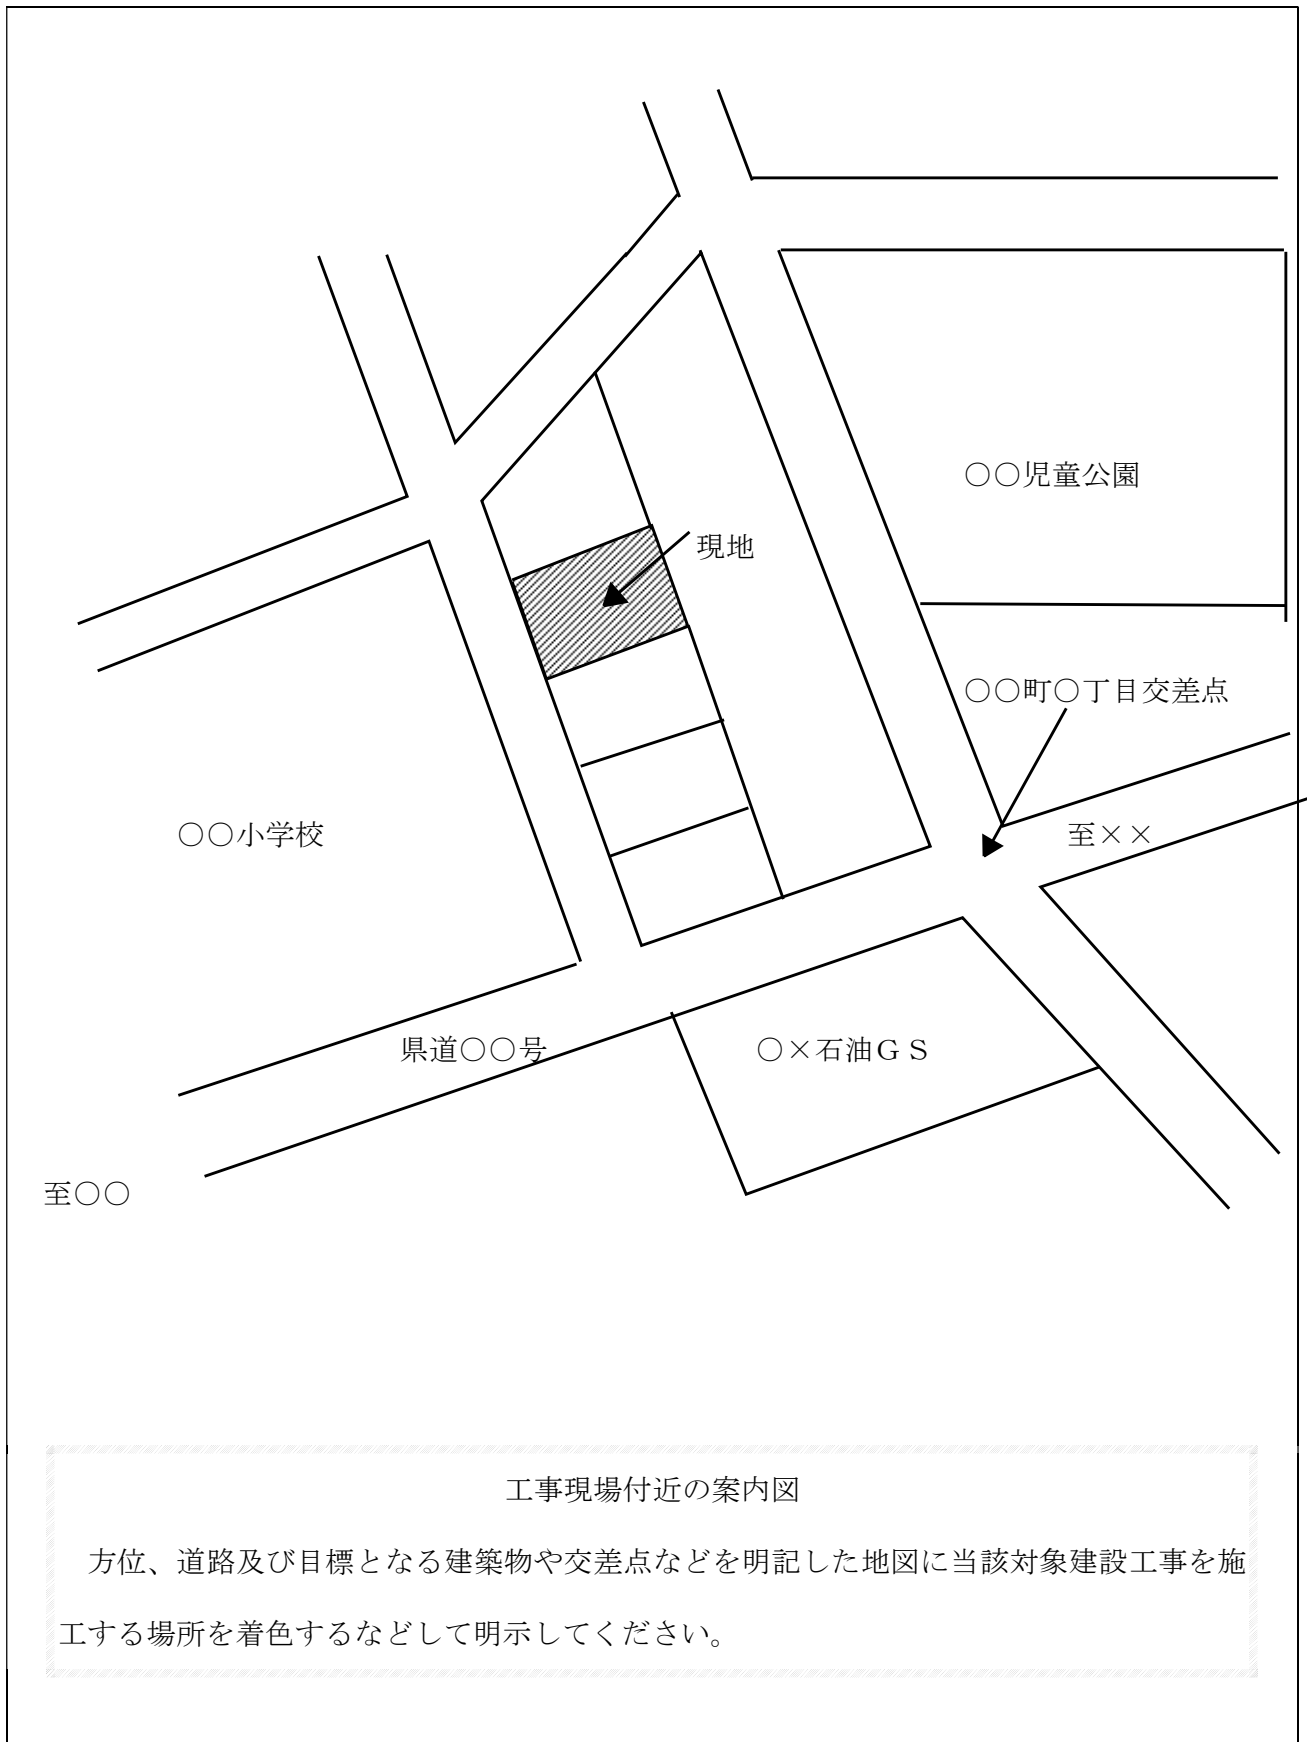 ○○児童公園
現地
○○町○丁目交差点
○○小学校
至××
県道○○号
○×石油ＧＳ
至○○
工事現場付近の案内図
方位、道路及び目標となる建築物や交差点などを明記した地図に当該対象建設工事を施
工する場所を着色するなどして明示してください。